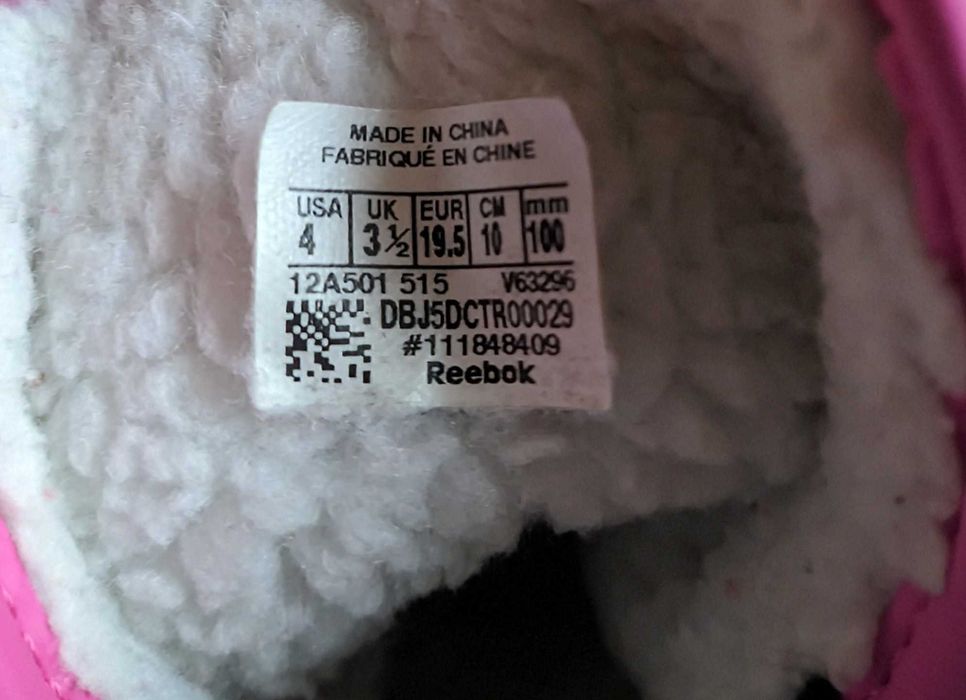 MADE IN CHINA
FABRIQUÉ EN CHINE
USA UK EUR CM mm
4 3½ 19.5 10 100
12A501 515 V63296
DBJ5DCTR00029
#111848409
Reebok